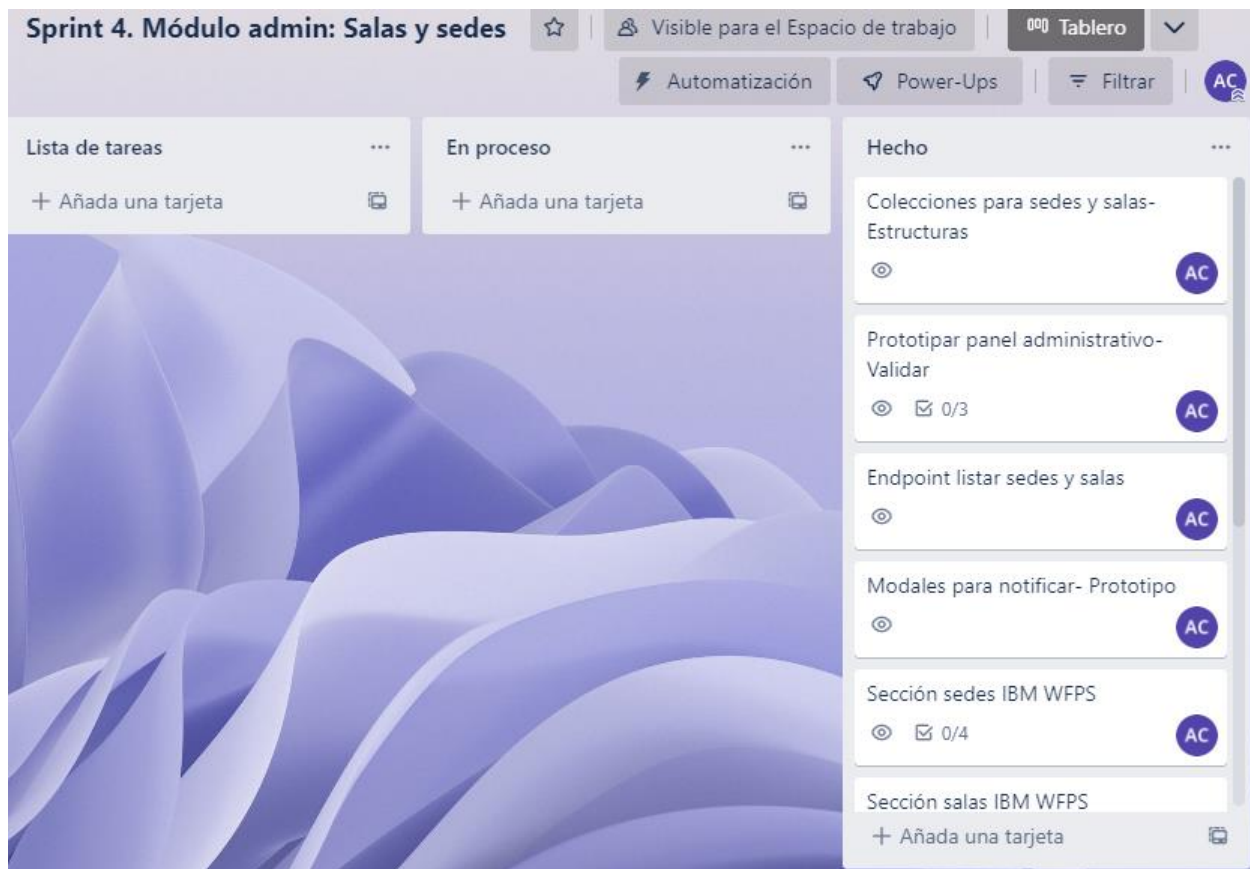 Sprint 4. Módulo admin: Salas y sedes
Visible para el Espacio de trabajo
Tablero
Automatización
Power-Ups
Filtrar
AC
Lista de tareas
+ Añada una tarjeta
En proceso
+ Añada una tarjeta
Hecho
Colecciones para sedes y salas-
Estructuras
AC
Prototipar panel administrativo-
Validar
0/3
AC
Endpoint listar sedes y salas
AC
Modales para notificar- Prototipo
AC
Sección sedes IBM WFPS
0/4
AC
Sección salas IBM WFPS
+ Añada una tarjeta